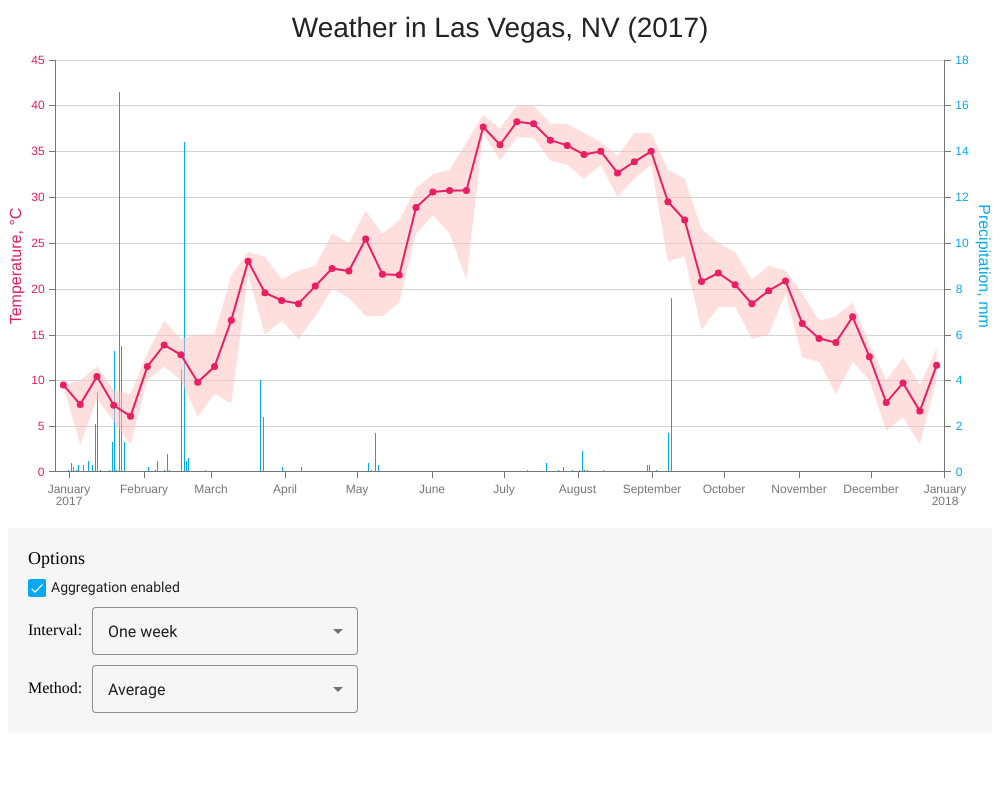 Weather in Las Vegas, NV (2017)
45
40
35
30
25
20
15
10
5
0
Temperature, °C
18
16
14
12
10
8
6
4
2
0
Precipitation, mm
January February March April May June July August September October November December January
2017 2018
Options
Aggregation enabled
Interval: One week
Method: Average